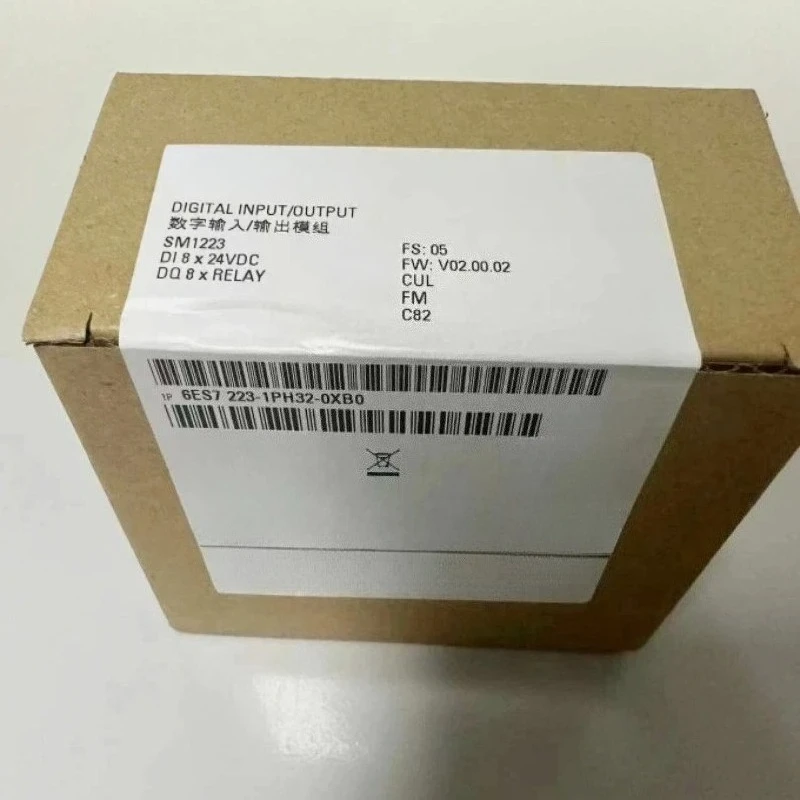 DIGITAL INPUT/OUTPUT
数字输入/输出模组
SM1223
DI 8 x 24VDC
DQ 8 x RELAY
FS: 05
FW: V02.00.02
CUL
FM
C82
1P 6ES7 223-1PH32-0XB0